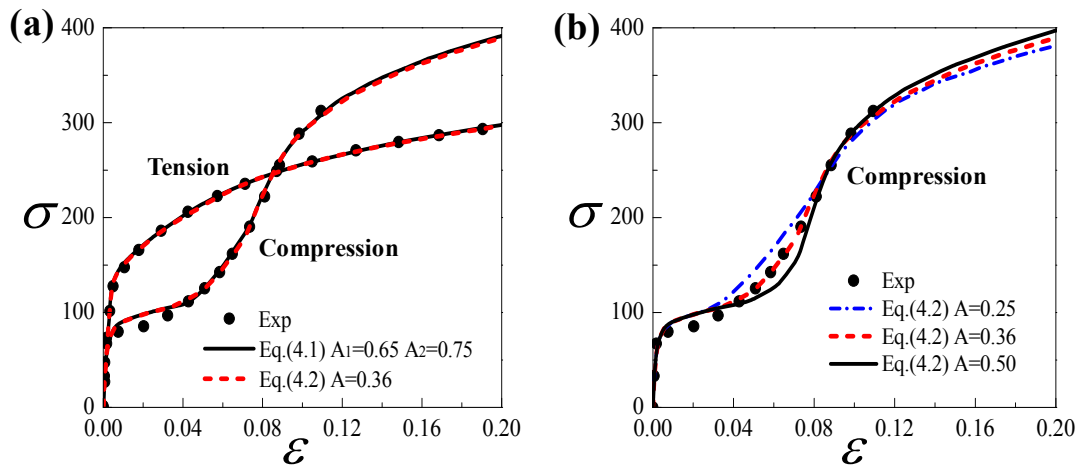 (a)
400
300
200
100
0
σ
Tension
Compression
Exp
Eq.(4.1) A1=0.65 A2=0.75
Eq.(4.2) A=0.36
0.00 0.04 0.08 0.12 0.16 0.20
ε
(b)
400
300
200
100
0
σ
Compression
Exp
Eq.(4.2) A=0.25
Eq.(4.2) A=0.36
Eq.(4.2) A=0.50
0.00 0.04 0.08 0.12 0.16 0.20
ε